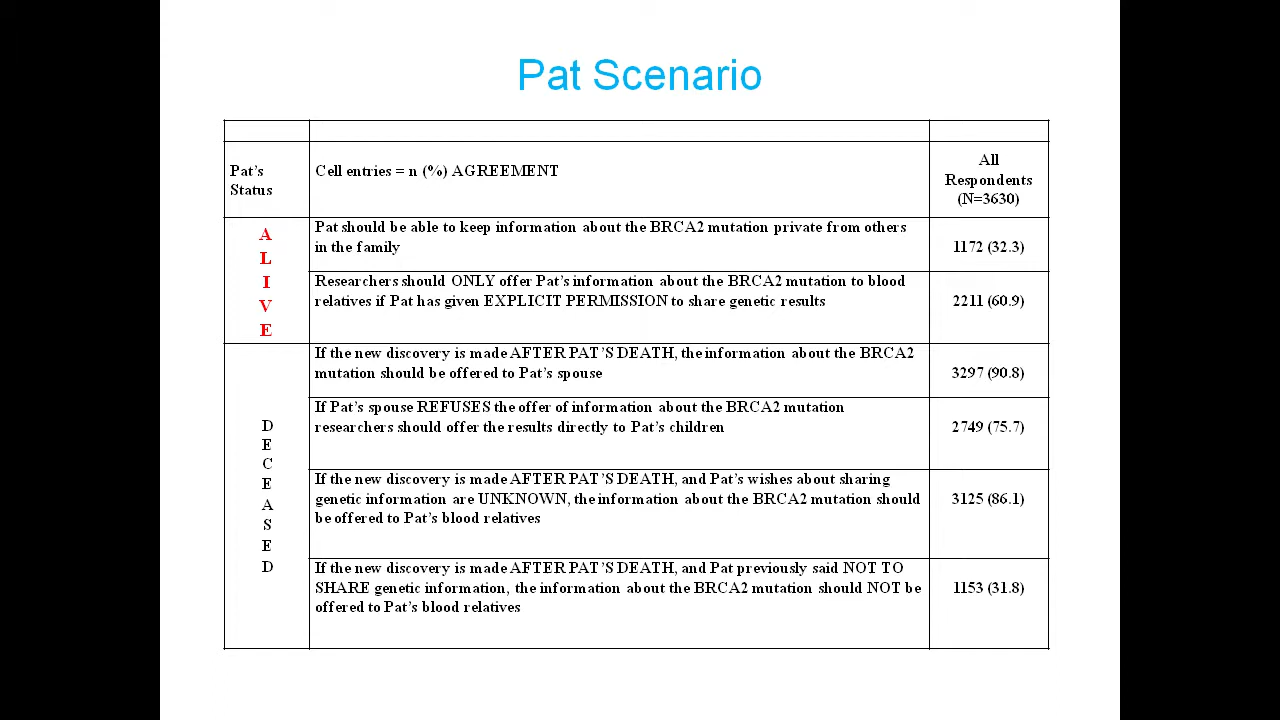 Pat Scenario
Pat's
Status
Cell entries = n (%) AGREEMENT
All
Respondents
(N=3630)
A
L
I
V
E
Pat should be able to keep information about the BRCA2 mutation private from others
in the family
1172 (32.3)
Researchers should ONLY offer Pat's information about the BRCA2 mutation to blood
relatives if Pat has given EXPLICIT PERMISSION to share genetic results
2211 (60.9)
D
E
C
E
A
S
E
D
If the new discovery is made AFTER PAT'S DEATH, the information about the BRCA2
mutation should be offered to Pat's spouse
3297 (90.8)
If Pat's spouse REFUSES the offer of information about the BRCA2 mutation
researchers should offer the results directly to Pat's children
2749 (75.7)
If the new discovery is made AFTER PAT'S DEATH, and Pat's wishes about sharing
genetic information are UNKNOWN, the information about the BRCA2 mutation should
be offered to Pat's blood relatives
3125 (86.1)
If the new discovery is made AFTER PAT'S DEATH, and Pat previously said NOT TO
SHARE genetic information, the information about the BRCA2 mutation should NOT be
offered to Pat's blood relatives
1153 (31.8)